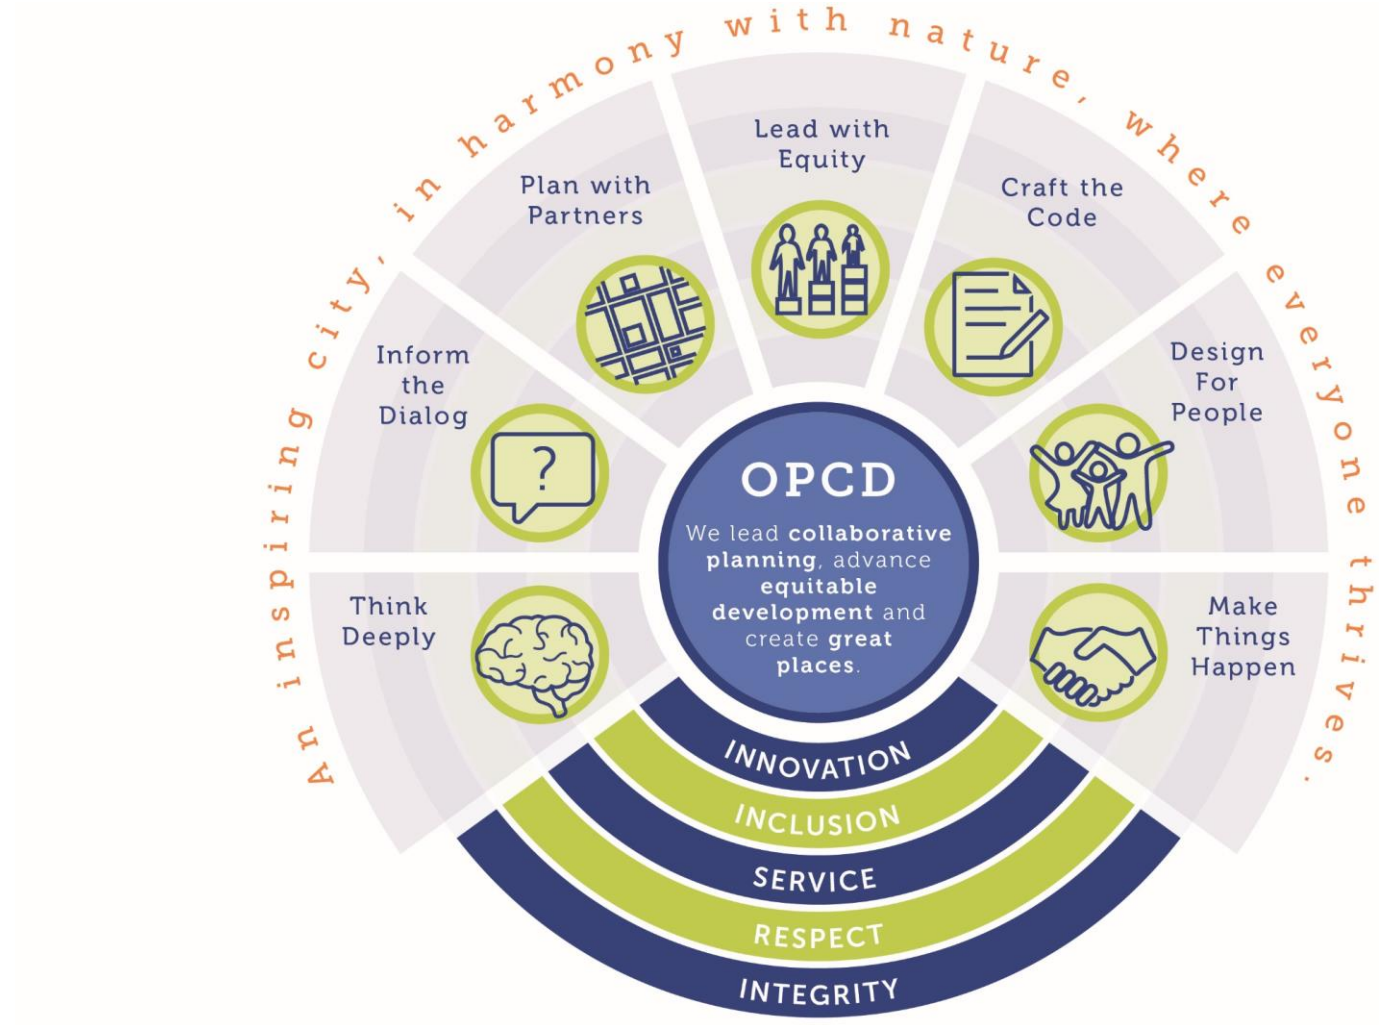 An inspiring city, in harmony with nature, where everyone thrives.
Think
Deeply
Inform
the
Dialog
?
Plan with
Partners
Lead with
Equity
Craft the
Code
Design
For
People
Make
Things
Happen
OPCD
We lead collaborative
planning, advance
equitable
development and
create great
places.
INNOVATION
INCLUSION
SERVICE
RESPECT
INTEGRITY